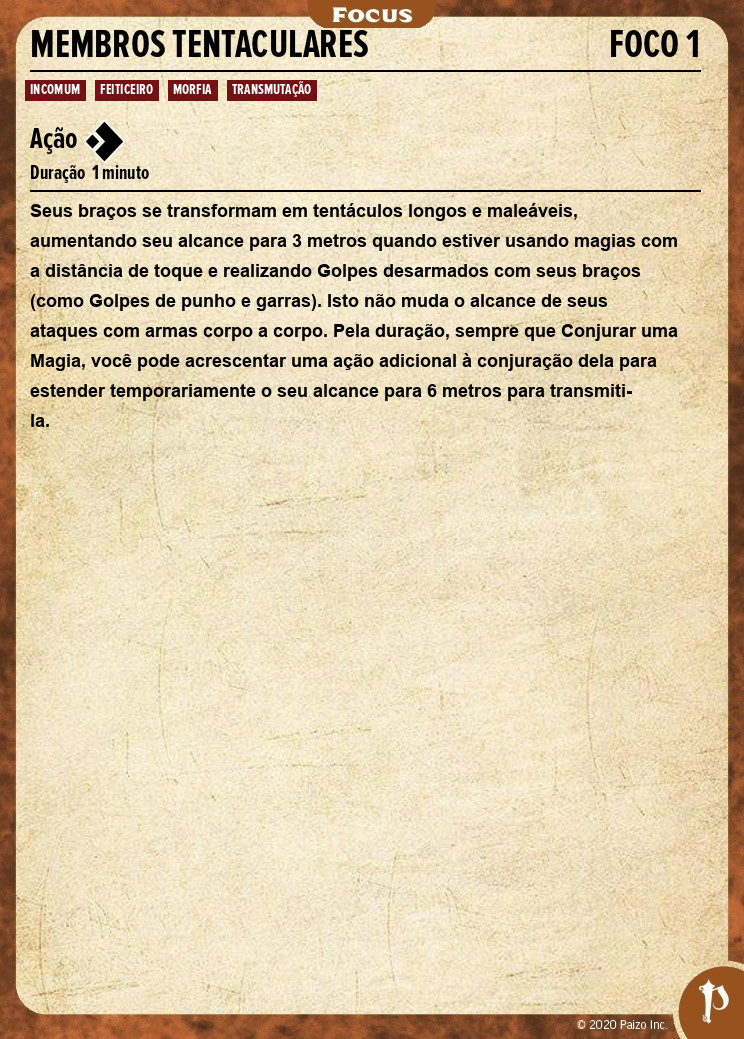 Focus
MEMBROS TENTACULARES FOCO 1
INCOMUM FEITICEIRO MORFIA TRANSMUTAÇÃO
Ação
Duração 1 minuto
Seus braços se transformam em tentáculos longos e maleáveis,
aumentando seu alcance para 3 metros quando estiver usando magias com
a distância de toque e realizando Golpes desarmados com seus braços
(como Golpes de punho e garras). Isto não muda o alcance de seus
ataques com armas corpo a corpo. Pela duração, sempre que Conjurar uma
Magia, você pode acrescentar uma ação adicional à conjuração dela para
estender temporariamente o seu alcance para 6 metros para transmiti-
la.
© 2020 Paizo Inc.